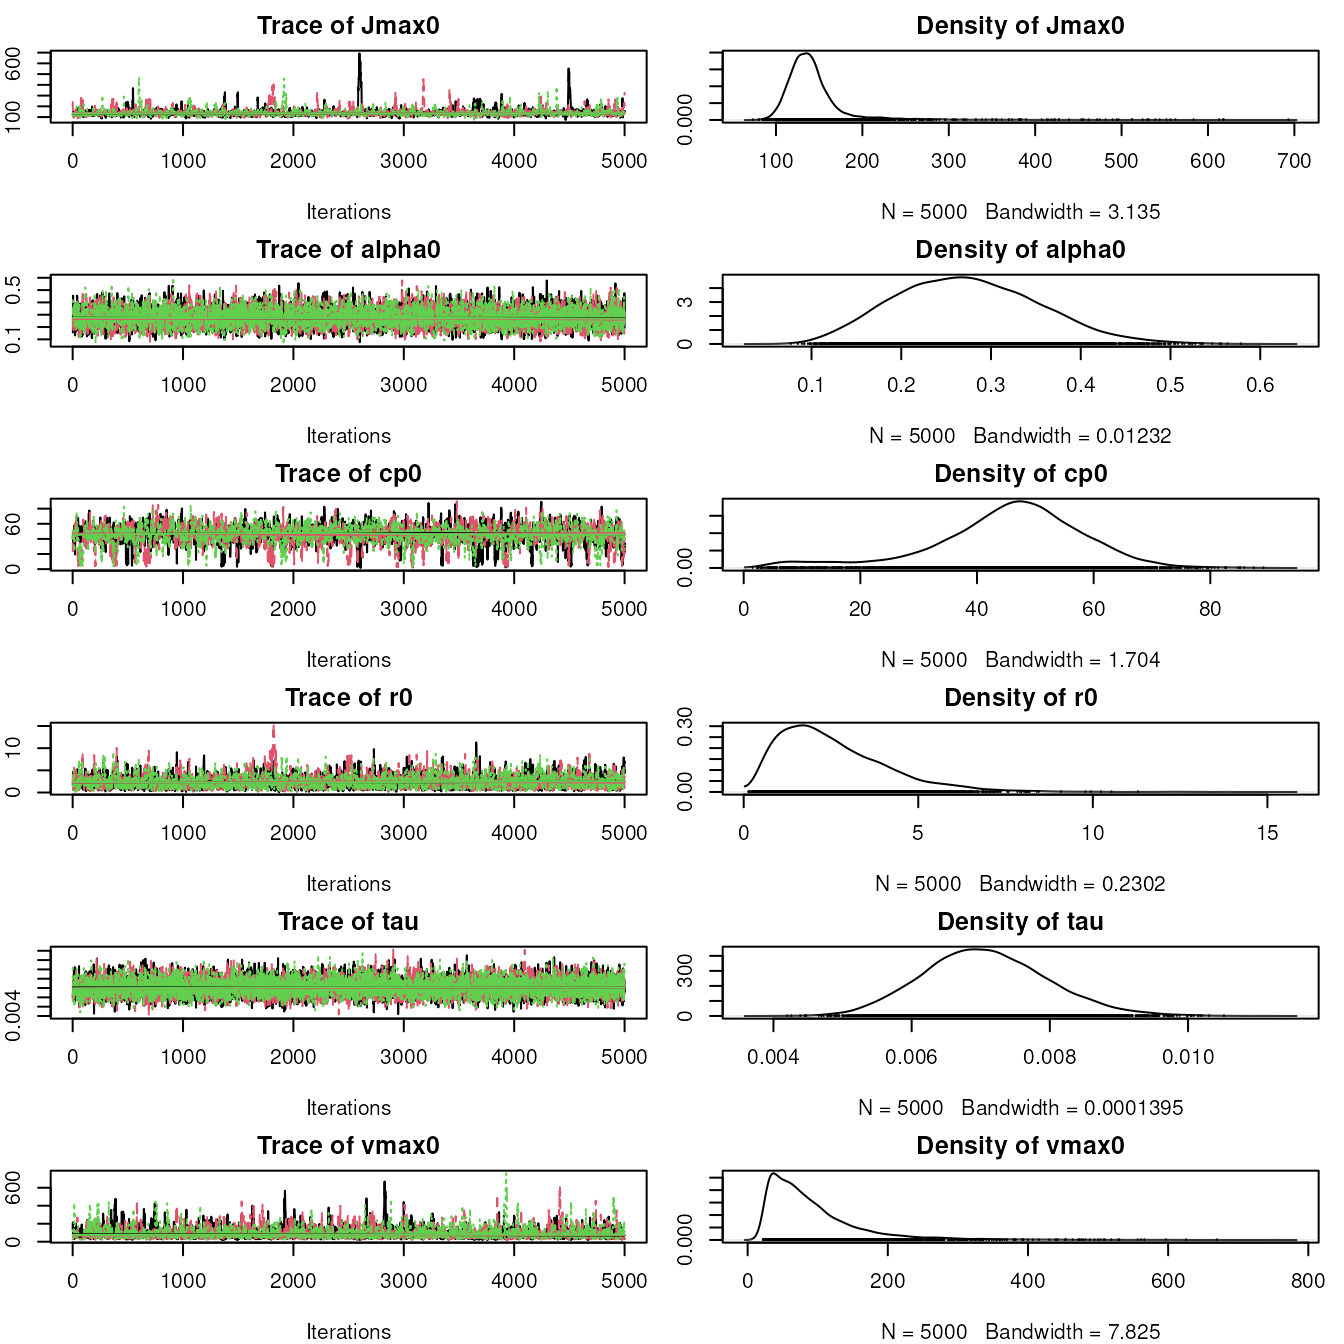 Trace of Jmax0
100 600
0 1000 2000 3000 4000 5000
Iterations
Density of Jmax0
0.000
100 200 300 400 500 600 700
N = 5000 Bandwidth = 3.135
Trace of alpha0
0.1 0.5
0 1000 2000 3000 4000 5000
Iterations
Density of alpha0
0 3
0.1 0.2 0.3 0.4 0.5 0.6
N = 5000 Bandwidth = 0.01232
Trace of cp0
0 60
0 1000 2000 3000 4000 5000
Iterations
Density of cp0
0.00
0 20 40 60 80
N = 5000 Bandwidth = 1.704
Trace of r0
0 10
0 1000 2000 3000 4000 5000
Iterations
Density of r0
0.00 0.30
0 5 10 15
N = 5000 Bandwidth = 0.2302
Trace of tau
0.004
0 1000 2000 3000 4000 5000
Iterations
Density of tau
0 300
0.004 0.006 0.008 0.010
N = 5000 Bandwidth = 0.0001395
Trace of vmax0
0 600
0 1000 2000 3000 4000 5000
Iterations
Density of vmax0
0.000
0 200 400 600 800
N = 5000 Bandwidth = 7.825